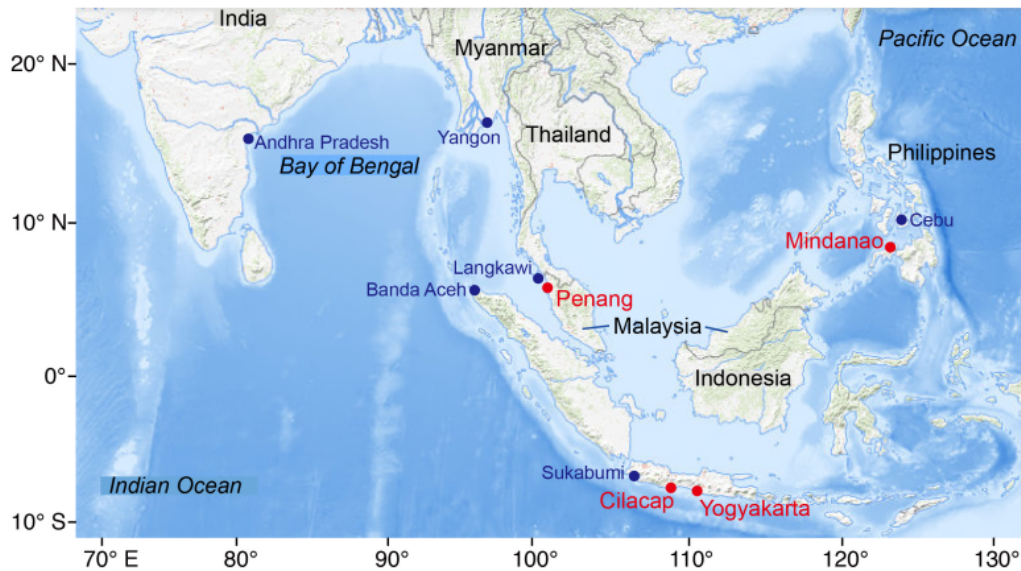 India
Pacific Ocean
Myanmar
20° N
Yangon
Thailand
Andhra Pradesh
Bay of Bengal
Philippines
10° N
Cebu
Mindanao
Langkawi
Banda Aceh
Penang
Malaysia
0°
Indonesia
Sukabumi
Indian Ocean
Cilacap
Yogyakarta
10° S
70° E
80°
90°
100°
110°
120°
130°